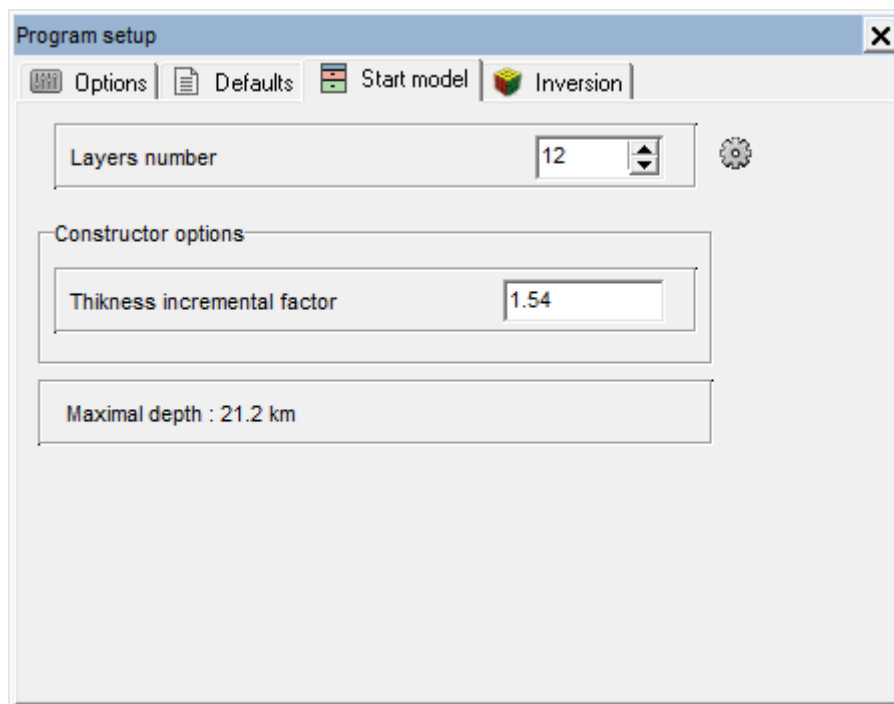 Program setup
Options Defaults Start model Inversion
Layers number 12
Constructor options
Thikness incremental factor 1.54
Maximal depth : 21.2 km